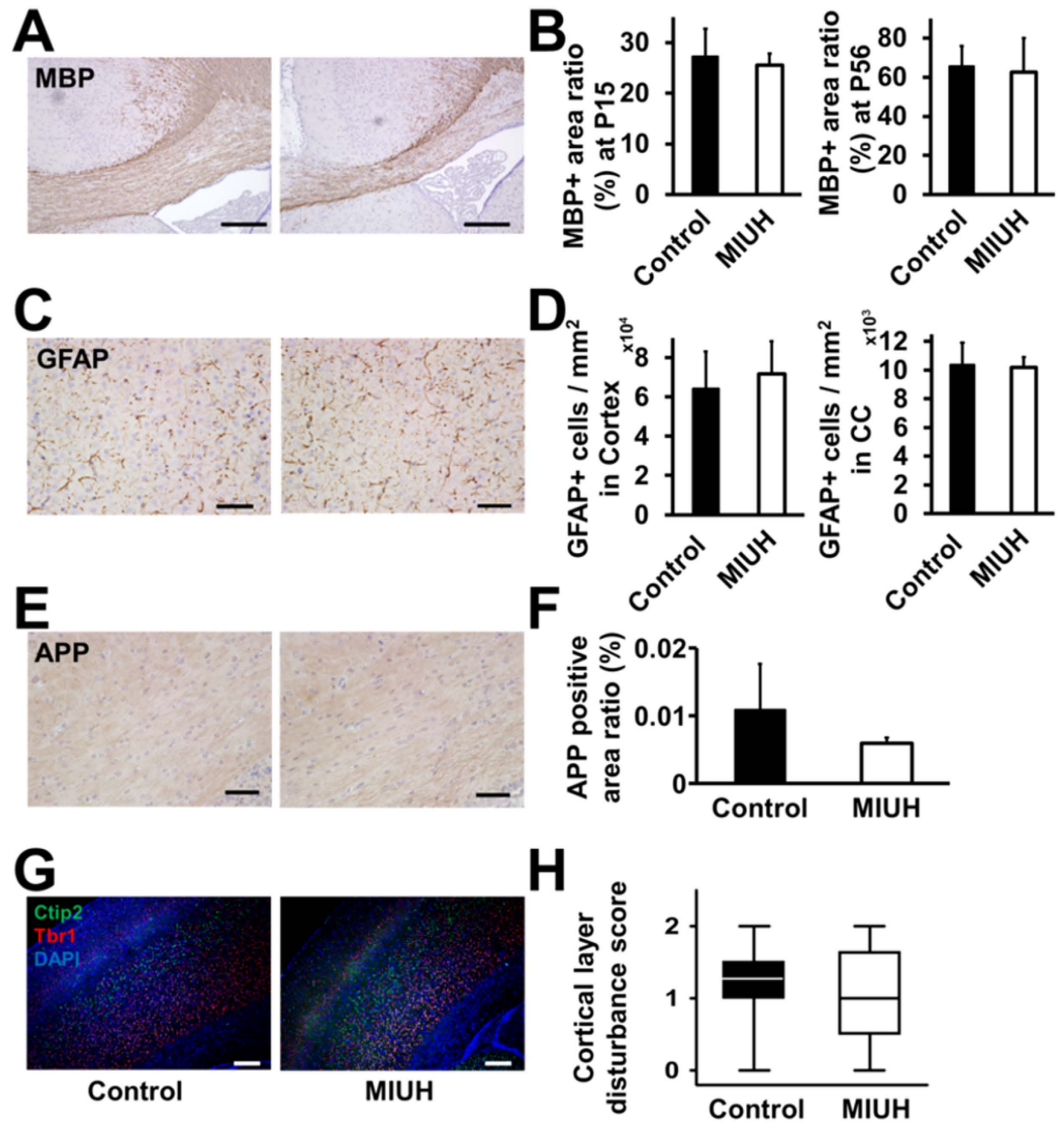 A
MBP
B
MBP+ area ratio
(%) at P15
30
20
10
0
Control
MIUH
MBP+ area ratio
(%) at P56
80
60
40
20
0
Control
MIIUH
C
GFAP
D
GFAP+ cells / mm²
in Cortex
x10⁴
8
6
4
2
0
Control
MIUH
GFAP+ cells / mm²
in CC
x10³
12
10
8
6
4
2
0
Control
MIUH
E
APP
F
APP positive
area ratio (%)
0.02
0.01
0
Control
MIUH
G
Ctip2
Tbr1
DAPI
Control
MIUH
H
Cortical layer
disturbance score
2
1
0
Control
MIUH